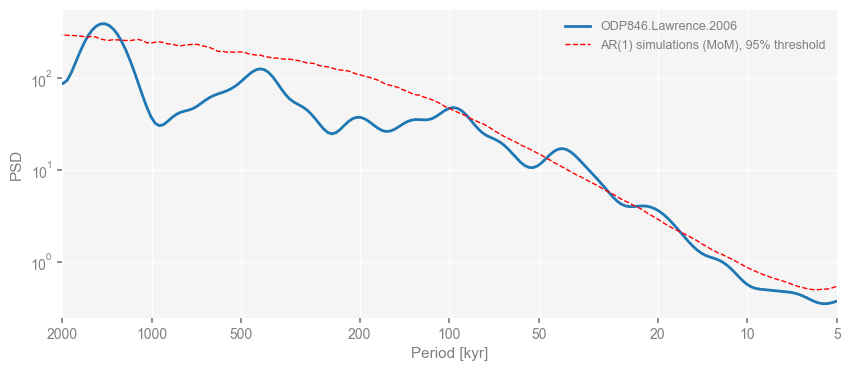 ODP846.Lawrence.2006
AR(1) simulations (MoM), 95% threshold
PSD
10²
10¹
10⁰
2000 1000 500 200 100 50 20 10 5
Period [kyr]